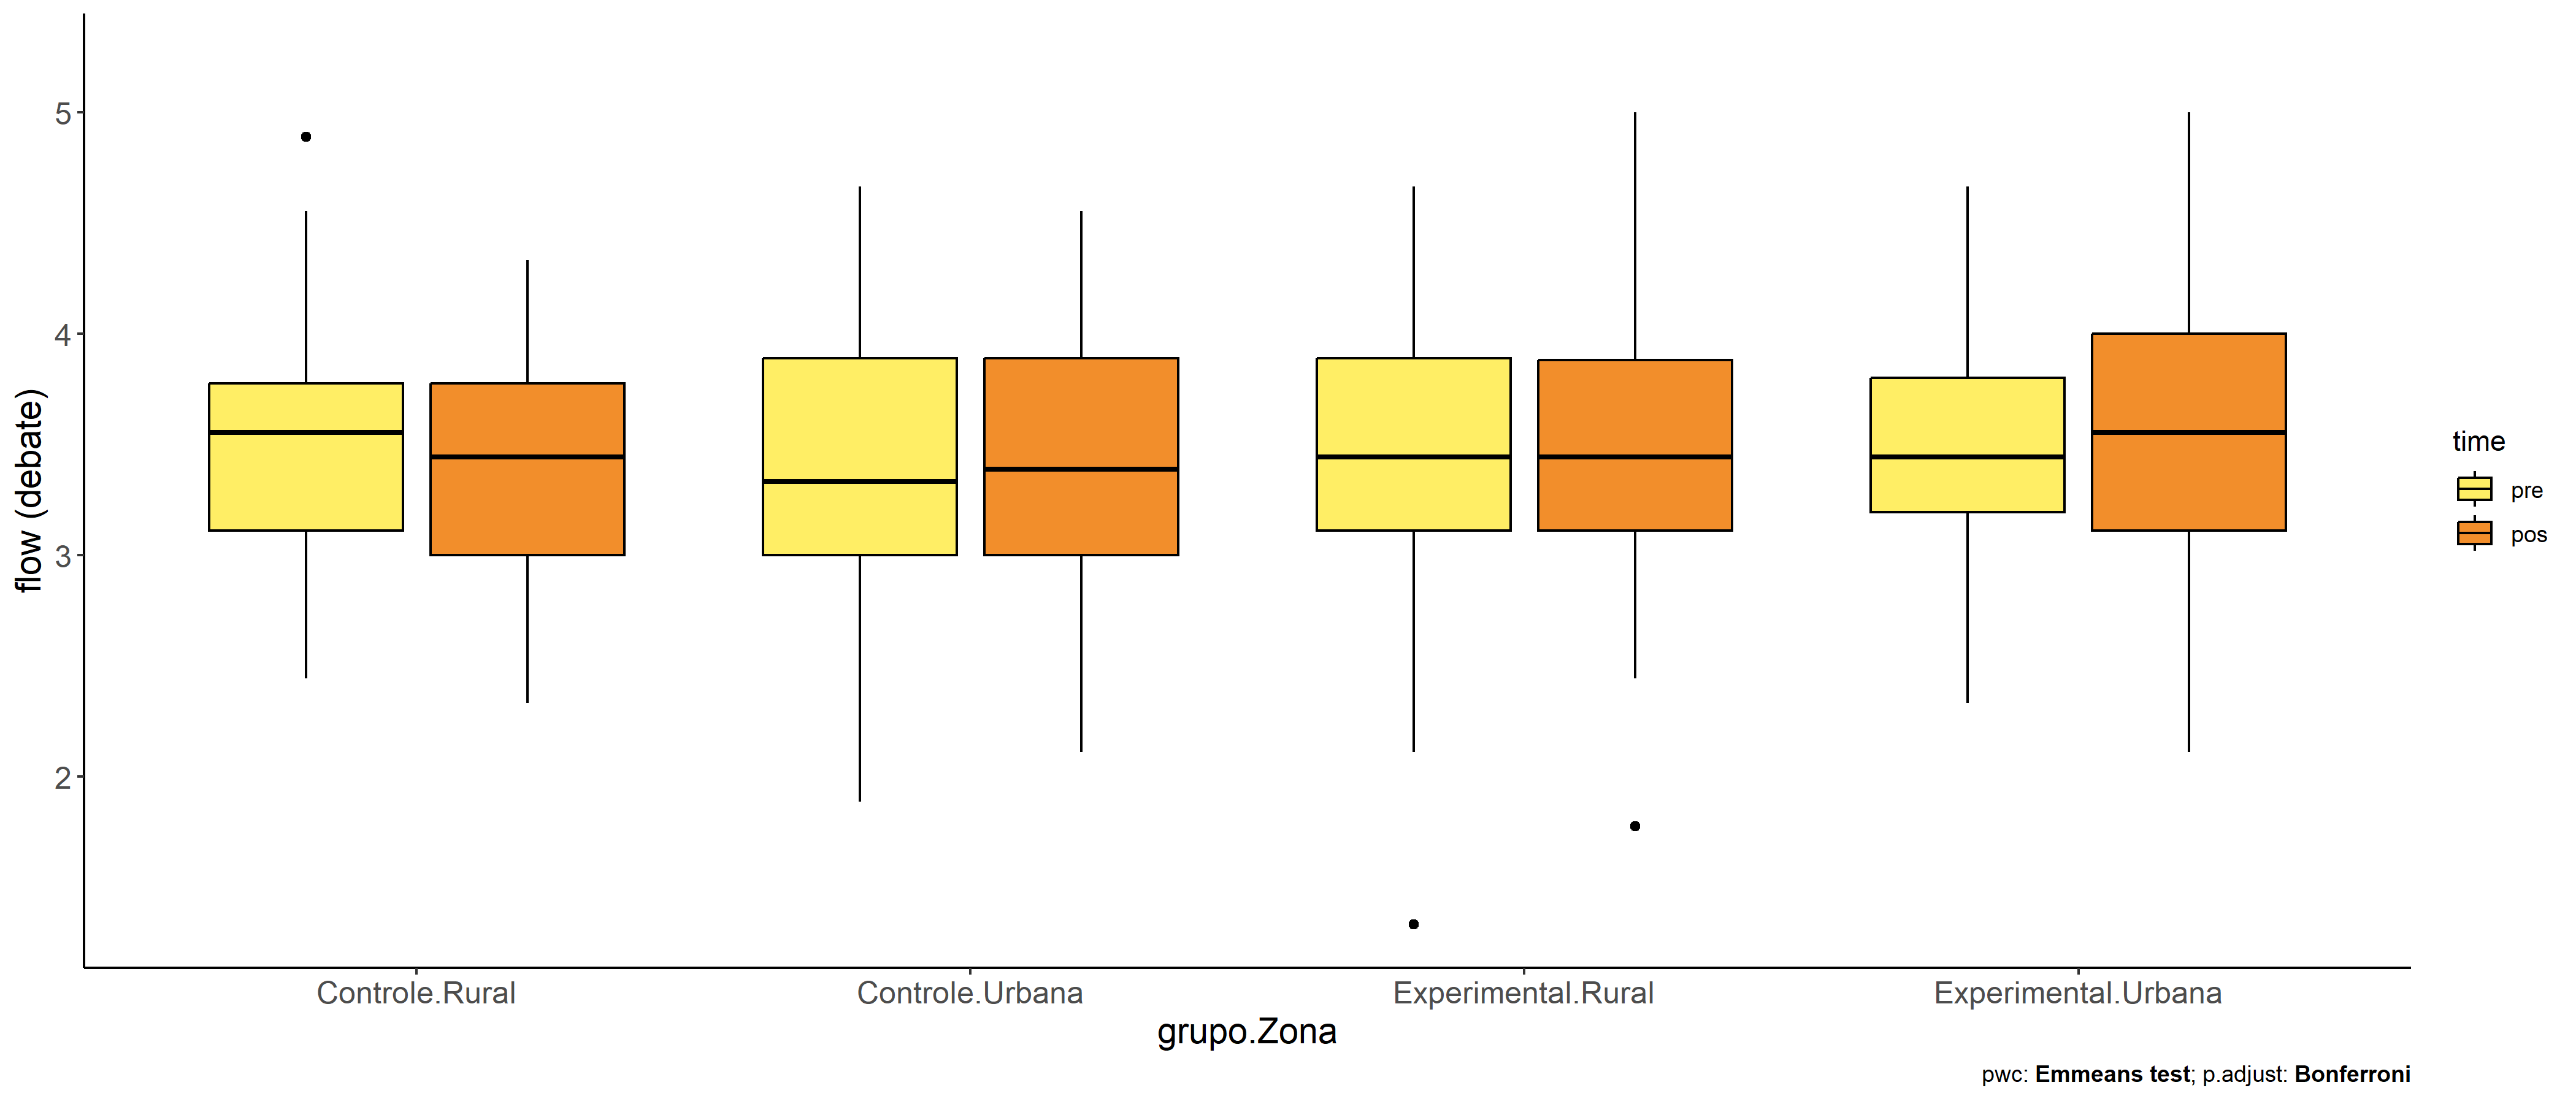 flow (debate)
5
4
3
2
Controle.Rural
Controle.Urbana
Experimental.Rural
Experimental.Urbana
grupo.Zona
time
pre
pos
pwc: Emmeans test; p.adjust: Bonferroni